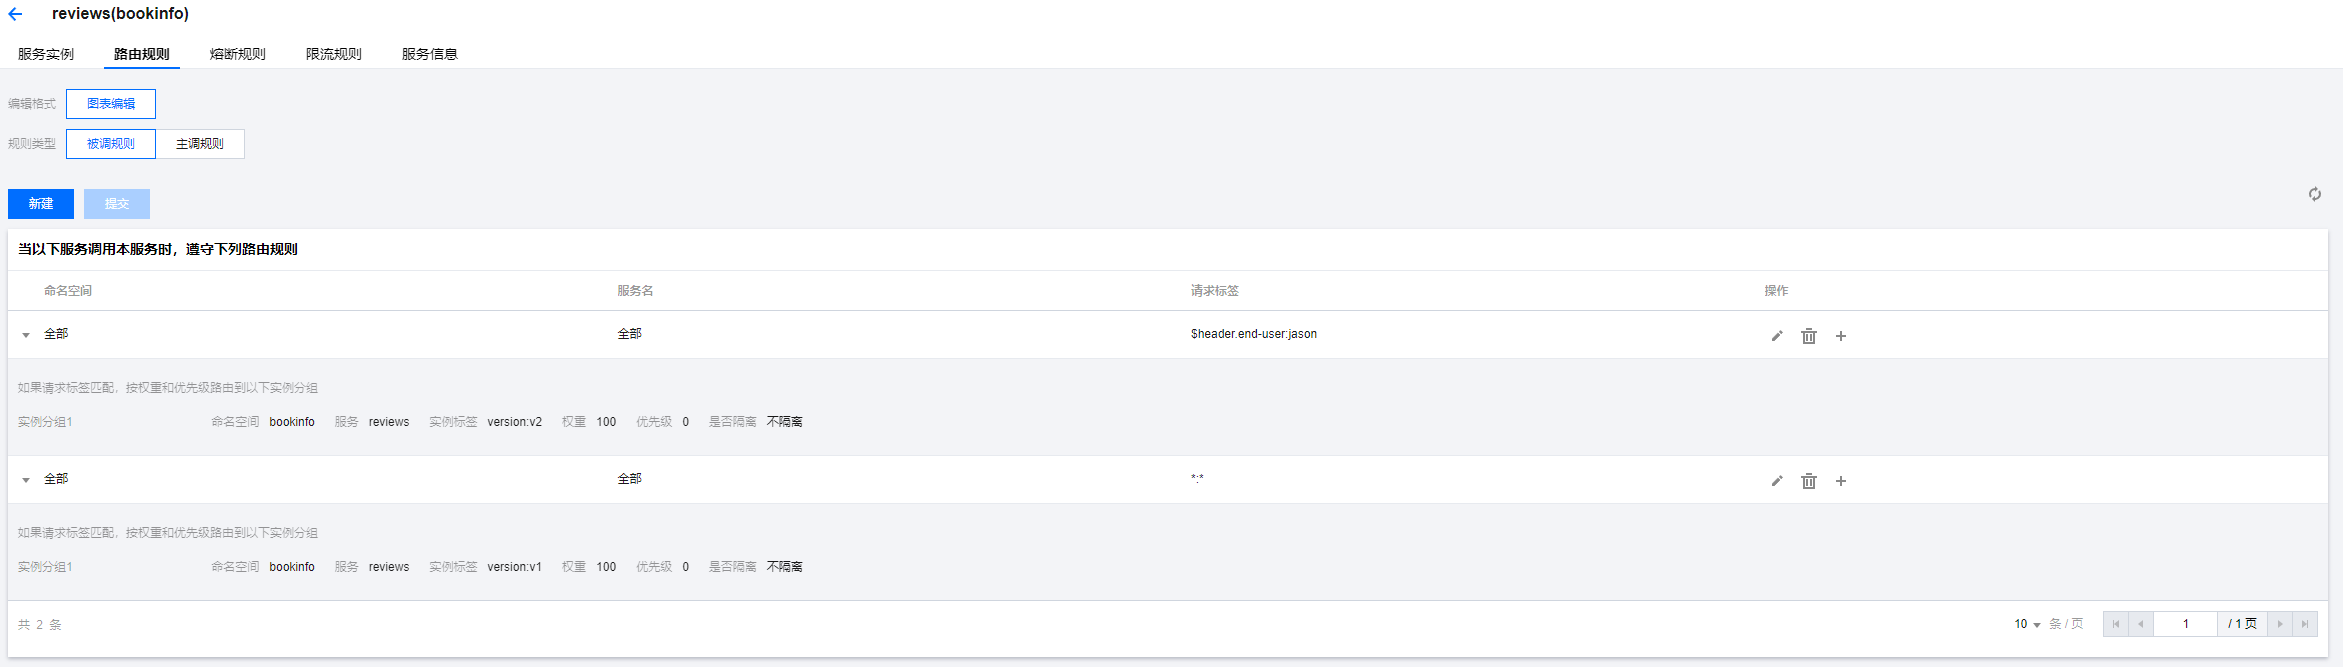 reviews(bookinfo)
服务实例 路由规则 熔断规则 限流规则 服务信息
编辑格式 图表编辑
规则类型 被调规则 主调规则
新建 提交
当以下服务调用本服务时，遵守下列路由规则
命名空间 服务名 请求标签 操作
全部 全部 $header.end-user:jason
如果请求标签匹配，按权重和优先级路由到以下实例分组
实例分组1 命名空间 bookinfo 服务 reviews 实例标签 version:v2 权重 100 优先级 0 是否隔离 不隔离
全部 全部 *:*
如果请求标签匹配，按权重和优先级路由到以下实例分组
实例分组1 命名空间 bookinfo 服务 reviews 实例标签 version:v1 权重 100 优先级 0 是否隔离 不隔离
共 2 条 10 条 / 页 1 / 1 页